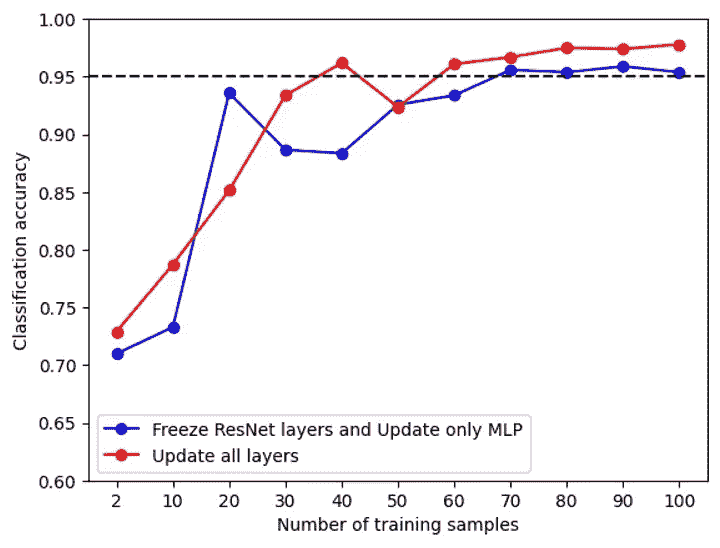 1.00
0.95
0.90
0.85
0.80
0.75
0.70
0.65
0.60
Classification accuracy
Freeze ResNet layers and Update only MLP
Update all layers
2 10 20 30 40 50 60 70 80 90 100
Number of training samples